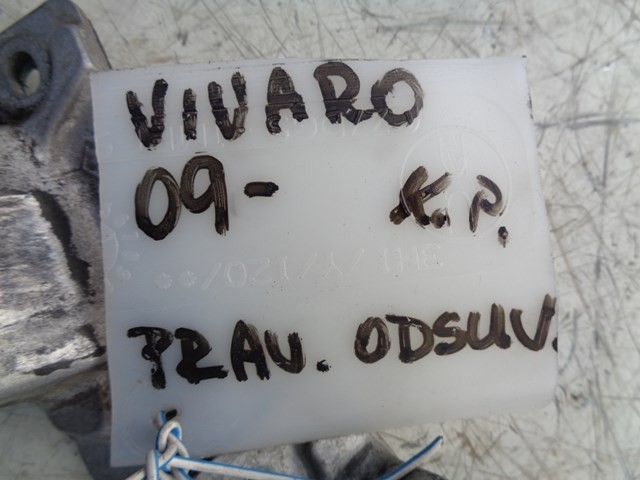 VIVARO
09- K.P.
PRAV. ODSUV.